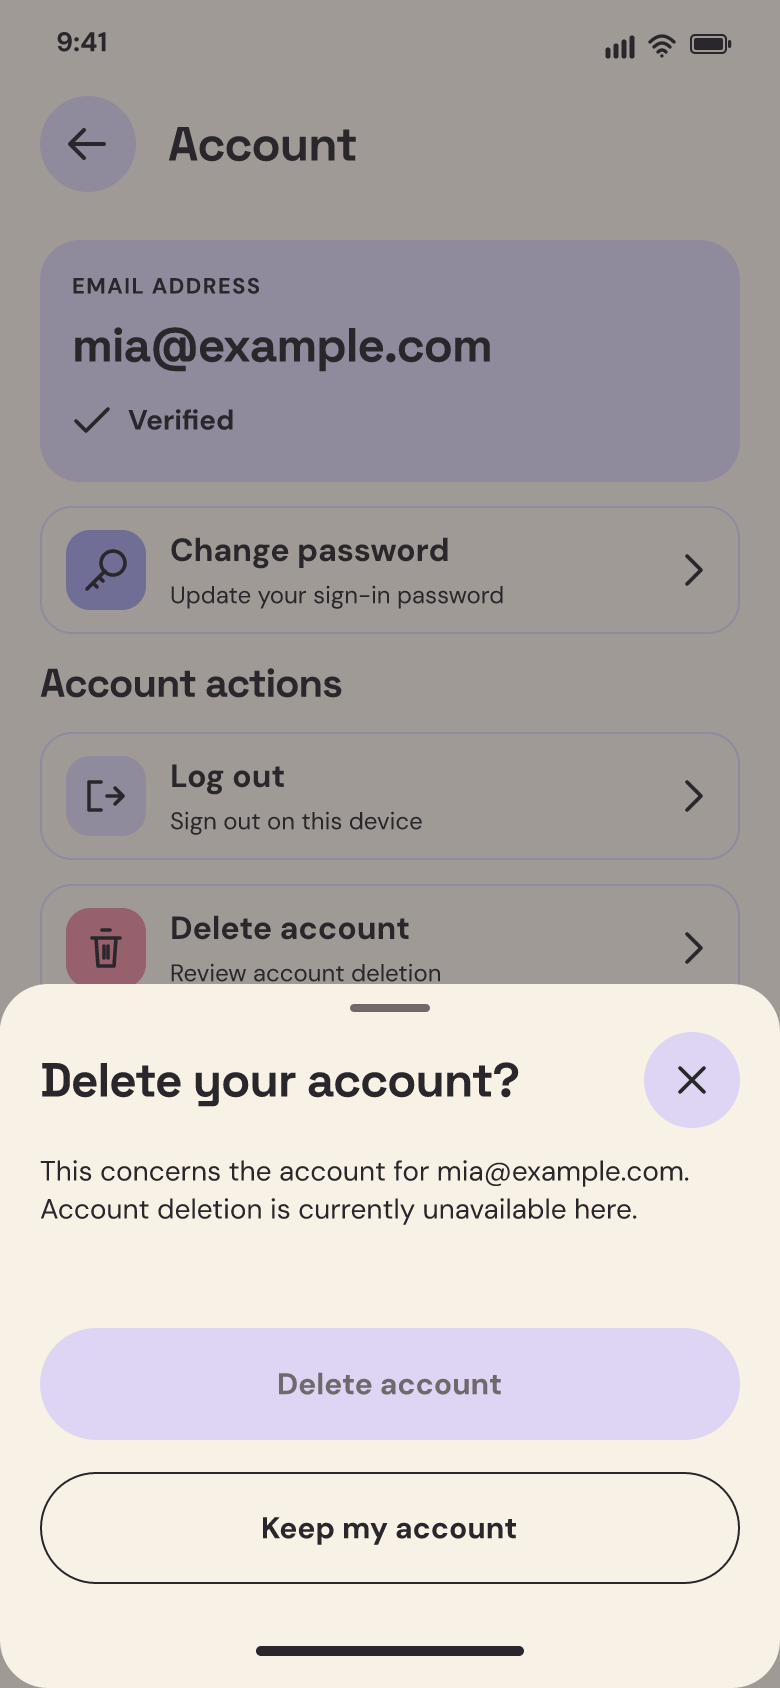 9:41
Account
EMAIL ADDRESS
mia@example.com
Verified
Change password
Update your sign-in password
Account actions
Log out
Sign out on this device
Delete account
Review account deletion
Delete your account?
This concerns the account for mia@example.com.
Account deletion is currently unavailable here.
Delete account
Keep my account